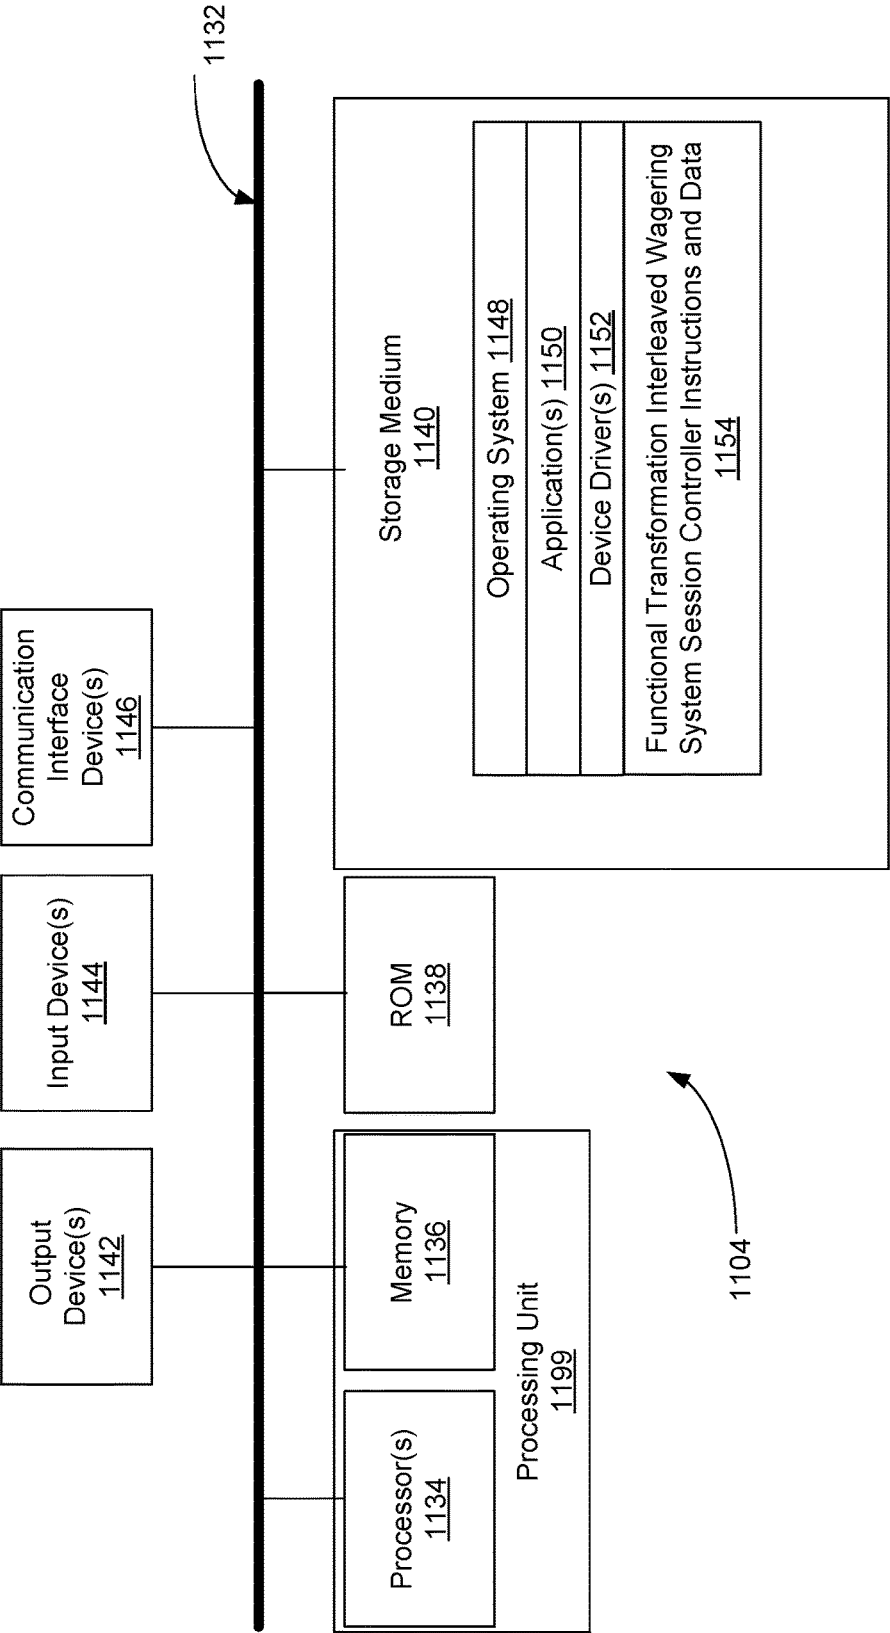 Output
Device(s)
1142
Input Device(s)
1144
Communication
Interface
Device(s)
1146
1132
Processor(s)
1134
Memory
1136
Processing Unit
1199
ROM
1138
Storage Medium
1140
Operating System 1148
Application(s) 1150
Device Driver(s) 1152
Functional Transformation Interleaved Wagering
System Session Controller Instructions and Data
1154
1104